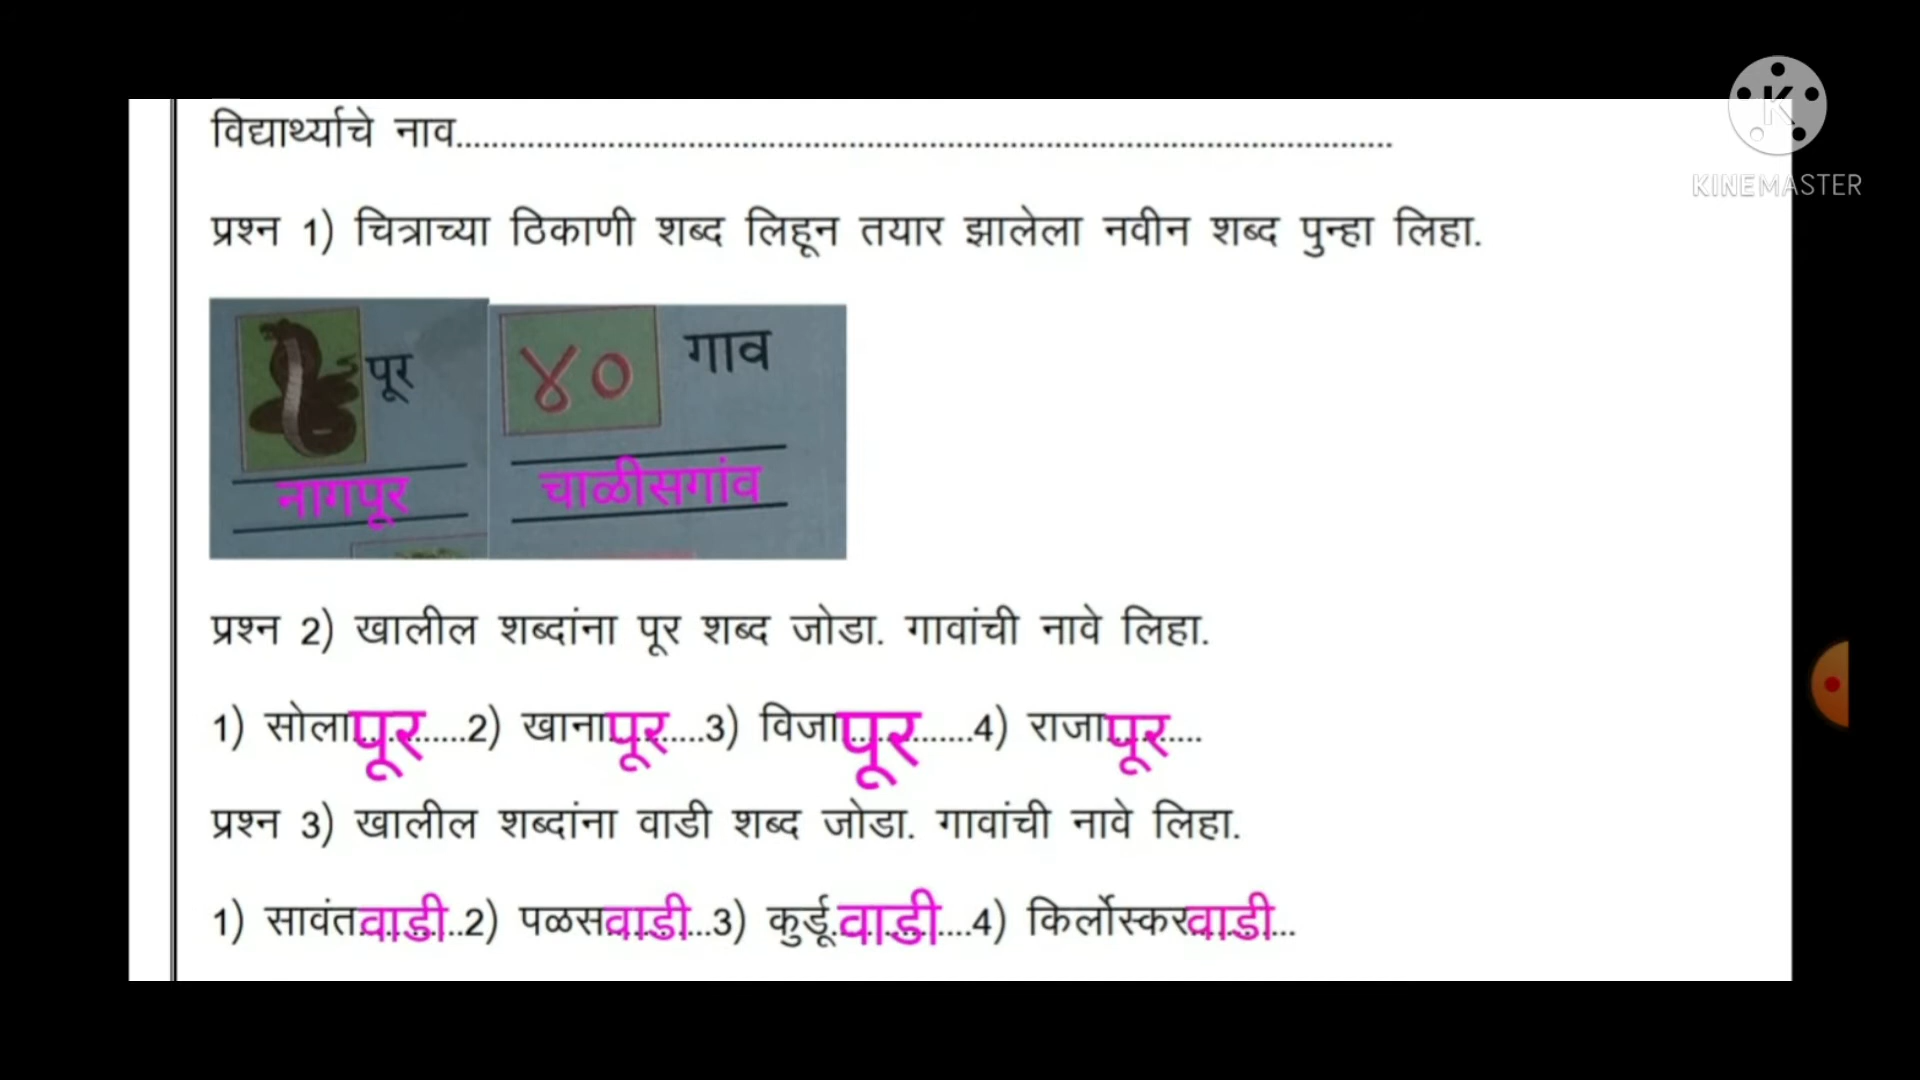 विद्यार्थ्याचे नाव..........................................................................................................
K
KINEMASTER
प्रश्न 1) चित्राच्या ठिकाणी शब्द लिहून तयार झालेला नवीन शब्द पुन्हा लिहा.
पूर ४० गाव
नागपूर चाळीसगांव
प्रश्न 2) खालील शब्दांना पूर शब्द जोडा. गावांची नावे लिहा.
1) सोलापूर.....2) खानापूर....3) विजापूर......4) राजापूर....
प्रश्न 3) खालील शब्दांना वाडी शब्द जोडा. गावांची नावे लिहा.
1) सावंतवाडी..2) पळसवाडी..3) कुर्डूवाडी....4) किर्लोस्करवाडी...